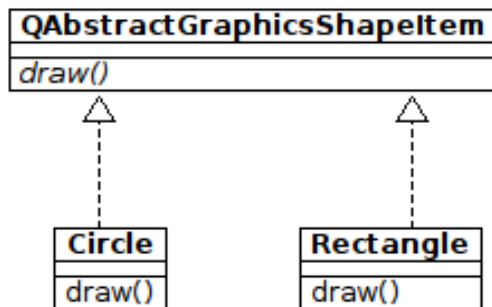 QAbstractGraphicsShapeItem
draw()
Circle
Rectangle
draw()
draw()